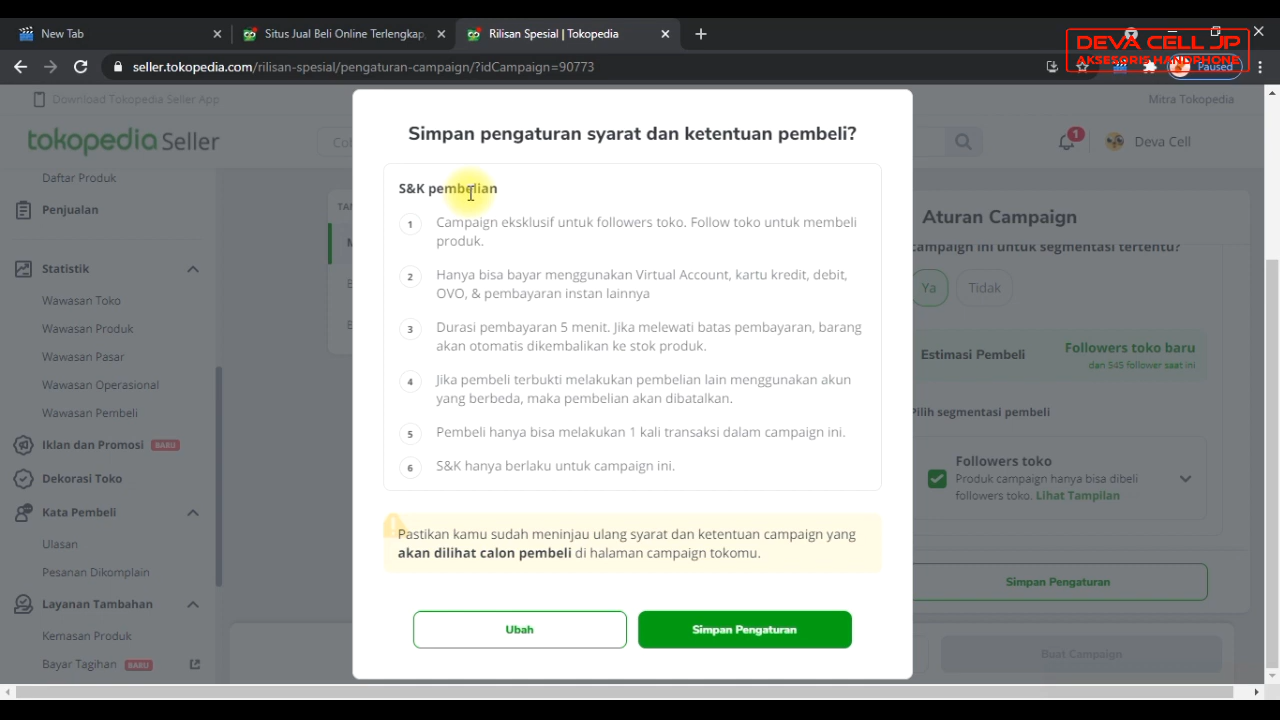 New Tab
Situs Jual Beli Online Terlengkap,
Rilisan Spesial | Tokopedia
DEVA CELL JP
AKSESORIS HANDPHONE
seller.tokopedia.com/rilisan-spesial/pengaturan-campaign/?idCampaign=90773
Paused
Download Tokopedia Seller App
Mitra Tokopedia
tokopedia Seller
1
Deva Cell
Daftar Produk
Penjualan
Statistik
Wawasan Toko
Wawasan Produk
Wawasan Pasar
Wawasan Operasional
Wawasan Pembeli
Iklan dan Promosi BARU
Dekorasi Toko
Kata Pembeli
Ulasan
Pesanan Dikomplain
Layanan Tambahan
Kemasan Produk
Bayar Tagihan BARU
Simpan pengaturan syarat dan ketentuan pembeli?
S&K pembelian
1 Campaign eksklusif untuk followers toko. Follow toko untuk membeli
produk.
2 Hanya bisa bayar menggunakan Virtual Account, kartu kredit, debit,
OVO, & pembayaran instan lainnya
3 Durasi pembayaran 5 menit. Jika melewati batas pembayaran, barang
akan otomatis dikembalikan ke stok produk.
4 Jika pembeli terbukti melakukan pembelian lain menggunakan akun
yang berbeda, maka pembelian akan dibatalkan.
5 Pembeli hanya bisa melakukan 1 kali transaksi dalam campaign ini.
6 S&K hanya berlaku untuk campaign ini.
Pastikan kamu sudah meninjau ulang syarat dan ketentuan campaign yang
akan dilihat calon pembeli di halaman campaign tokomu.
Ubah
Simpan Pengaturan
Aturan Campaign
campaign ini untuk segmentasi tertentu?
Ya
Tidak
Estimasi Pembeli
Followers toko baru
dan 545 follower saat ini
Pilih segmentasi pembeli
Followers toko
Produk campaign hanya bisa dibeli
followers toko. Lihat Tampilan
Simpan Pengaturan
Buat Campaign